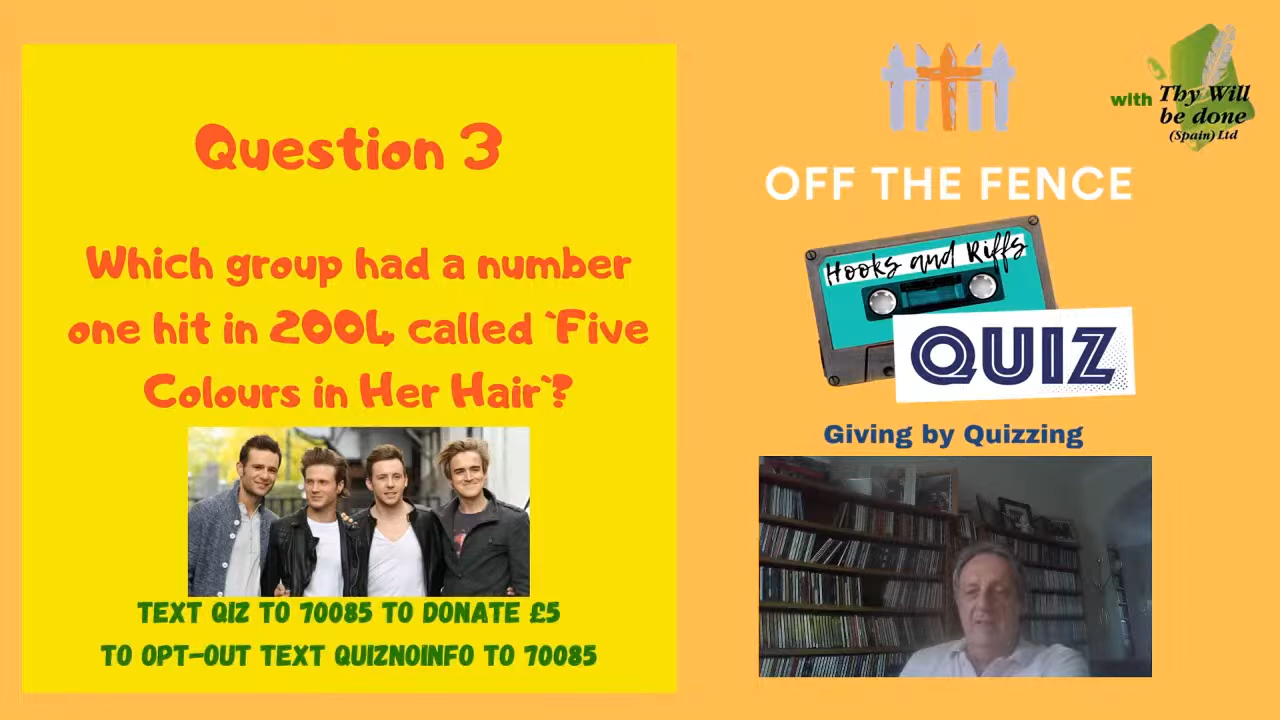 Question 3
Which group had a number
one hit in 2004 called `Five
Colours in Her Hair`?
TEXT QIZ TO 70085 TO DONATE £5
TO OPT-OUT TEXT QUIZNOINFO TO 70085
with Thy Will
be done
(Spain) Ltd
OFF THE FENCE
Hooks and Riffs
QUIZ
Giving by Quizzing